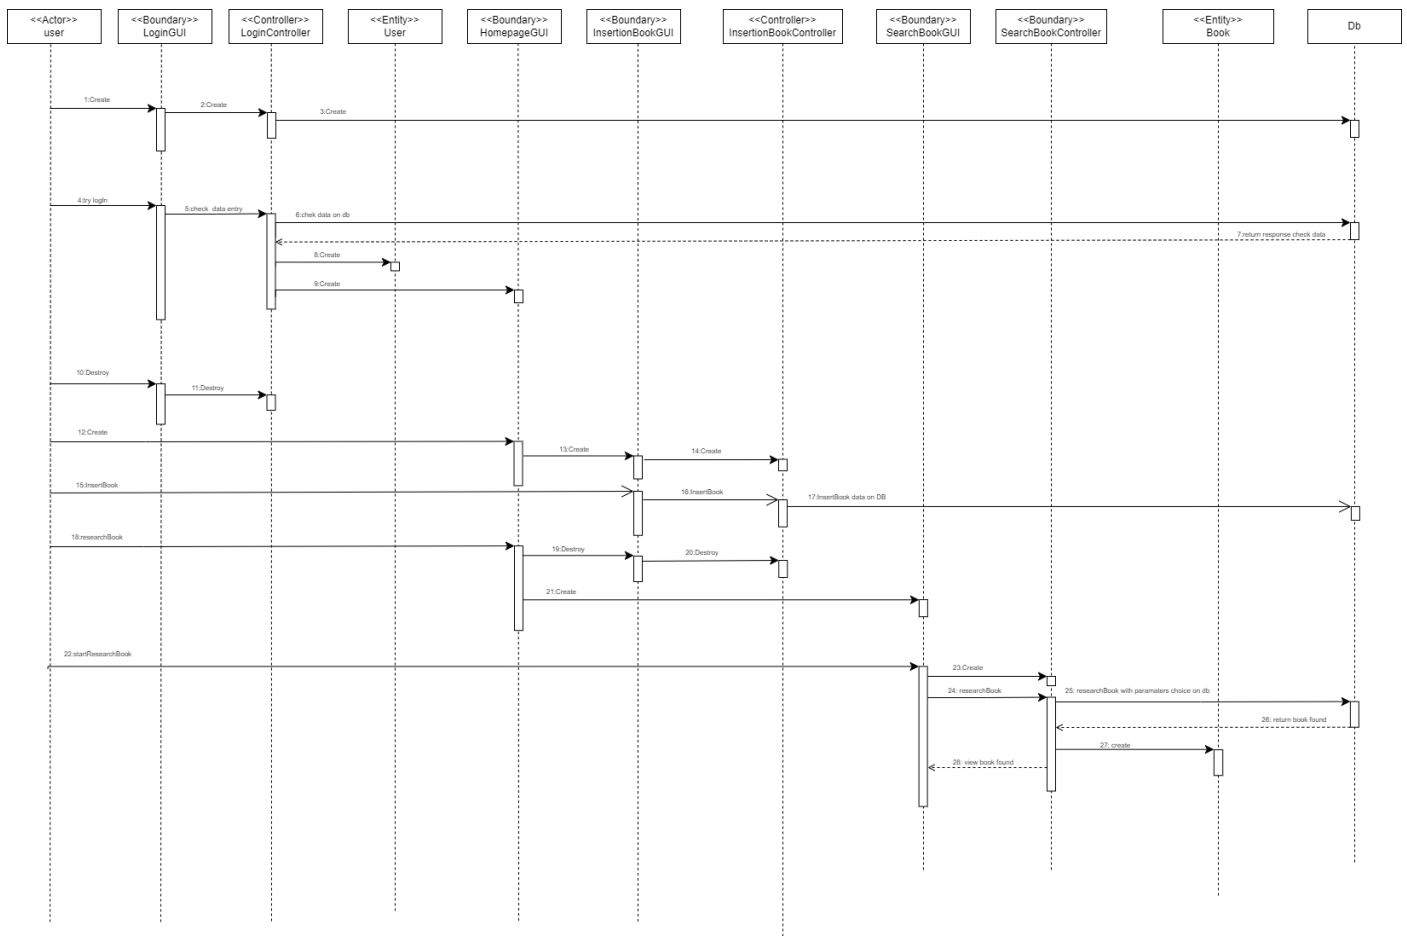 <<Actor>>
user
<<Boundary>>
LoginGUI
<<Controller>>
LoginController
<<Entity>>
User
<<Boundary>>
HomepageGUI
<<Boundary>>
InsertionBookGUI
<<Controller>>
InsertionBookController
<<Boundary>>
SearchBookGUI
<<Boundary>>
SearchBookController
<<Entity>>
Book
Db
1:Create
2:Create
3:Create
4:try logIn
5:check data entry
6:chek data on db
7:return response check data
8:Create
9:Create
10:Destroy
11:Destroy
12:Create
13:Create
14:Create
15:InsertBook
16:InsertBook
17:InsertBook data on DB
18:researchBook
19:Destroy
20:Destroy
21:Create
22:startResearchBook
23:Create
24: researchBook
25: researchBook with paramaters choice on db
26: return book found
27: create
28: view book found